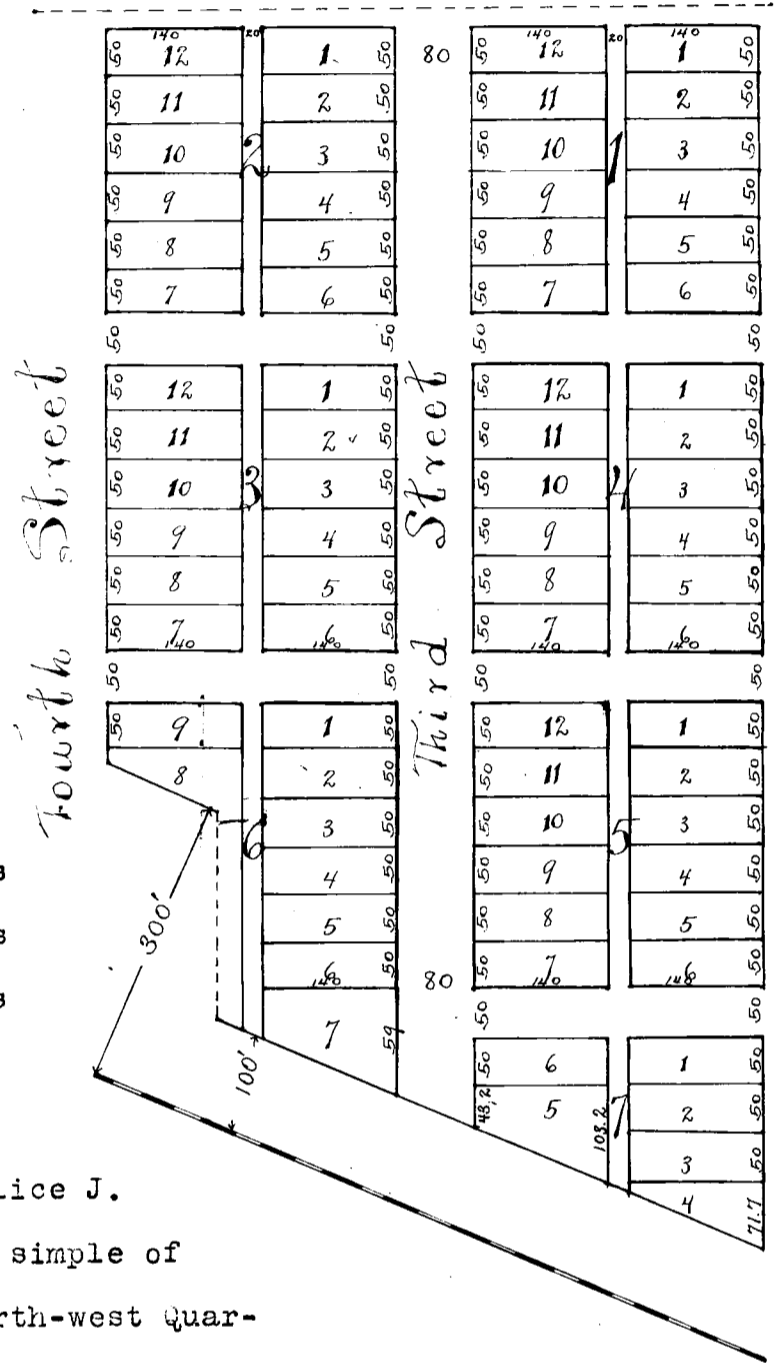 140 20 140 20 140
50 12 1 50 80 50 12 1 50
50 11 2 50 50 11 2 50
50 10 2 3 50 50 10 1 3 50
50 9 4 50 50 9 4 50
50 8 5 50 50 8 5 50
50 7 6 50 50 7 6 50
50 50 50 50
Fourth Street
Third Street
50 12 1 50 50 12 1 50
50 11 2 50 50 11 2 50
50 10 3 3 50 50 10 4 3 50
50 9 4 50 50 9 4 50
50 8 5 50 50 8 5 50
50 7 6 50 50 7 6 50
140 140 140 140
50 50 50 50
50 9 1 50 50 12 1 50
8 2 50 50 11 2 50
6 3 50 50 10 5 3 50
4 50 50 9 4 50
5 50 50 8 5 50
6 50 80 50 7 6 50
140 140 140
300'
s
s
s
7 59 50 50
100'
50 6 1 50
48.2 5 103.2 7 2 50
3 50
4 71.7
lice J.
simple of
rth-west Quar-